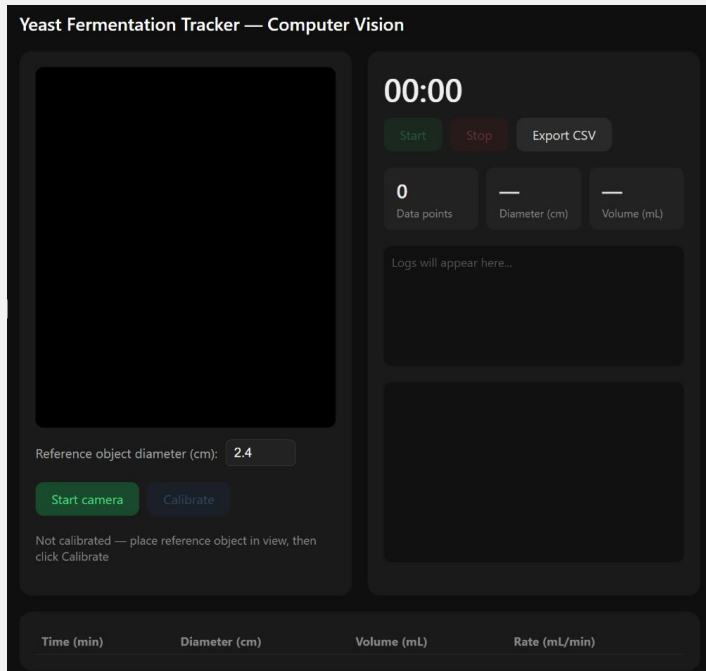 Yeast Fermentation Tracker — Computer Vision
Reference object diameter (cm): 2.4
Start camera Calibrate
Not calibrated — place reference object in view, then
click Calibrate
00:00
Start Stop Export CSV
0 — —
Data points Diameter (cm) Volume (mL)
Logs will appear here...
Time (min) Diameter (cm) Volume (mL) Rate (mL/min)